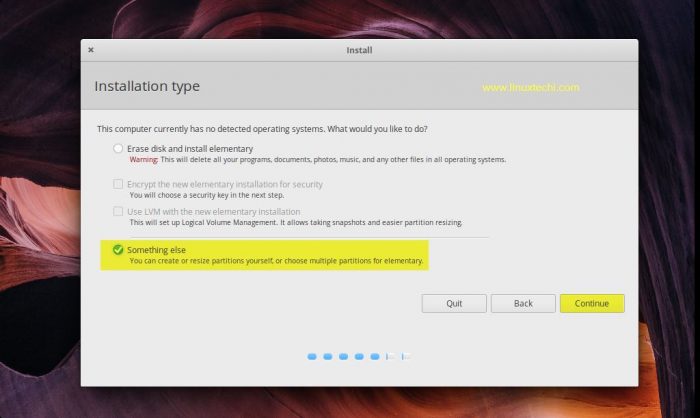 Install
Installation type
www.linuxtechi.com
This computer currently has no detected operating systems. What would you like to do?
Erase disk and install elementary
Warning: This will delete all your programs, documents, photos, music, and any other files in all operating systems.
Encrypt the new elementary installation for security
You will choose a security key in the next step.
Use LVM with the new elementary installation
This will set up Logical Volume Management. It allows taking snapshots and easier partition resizing.
Something else
You can create or resize partitions yourself, or choose multiple partitions for elementary.
Quit
Back
Continue